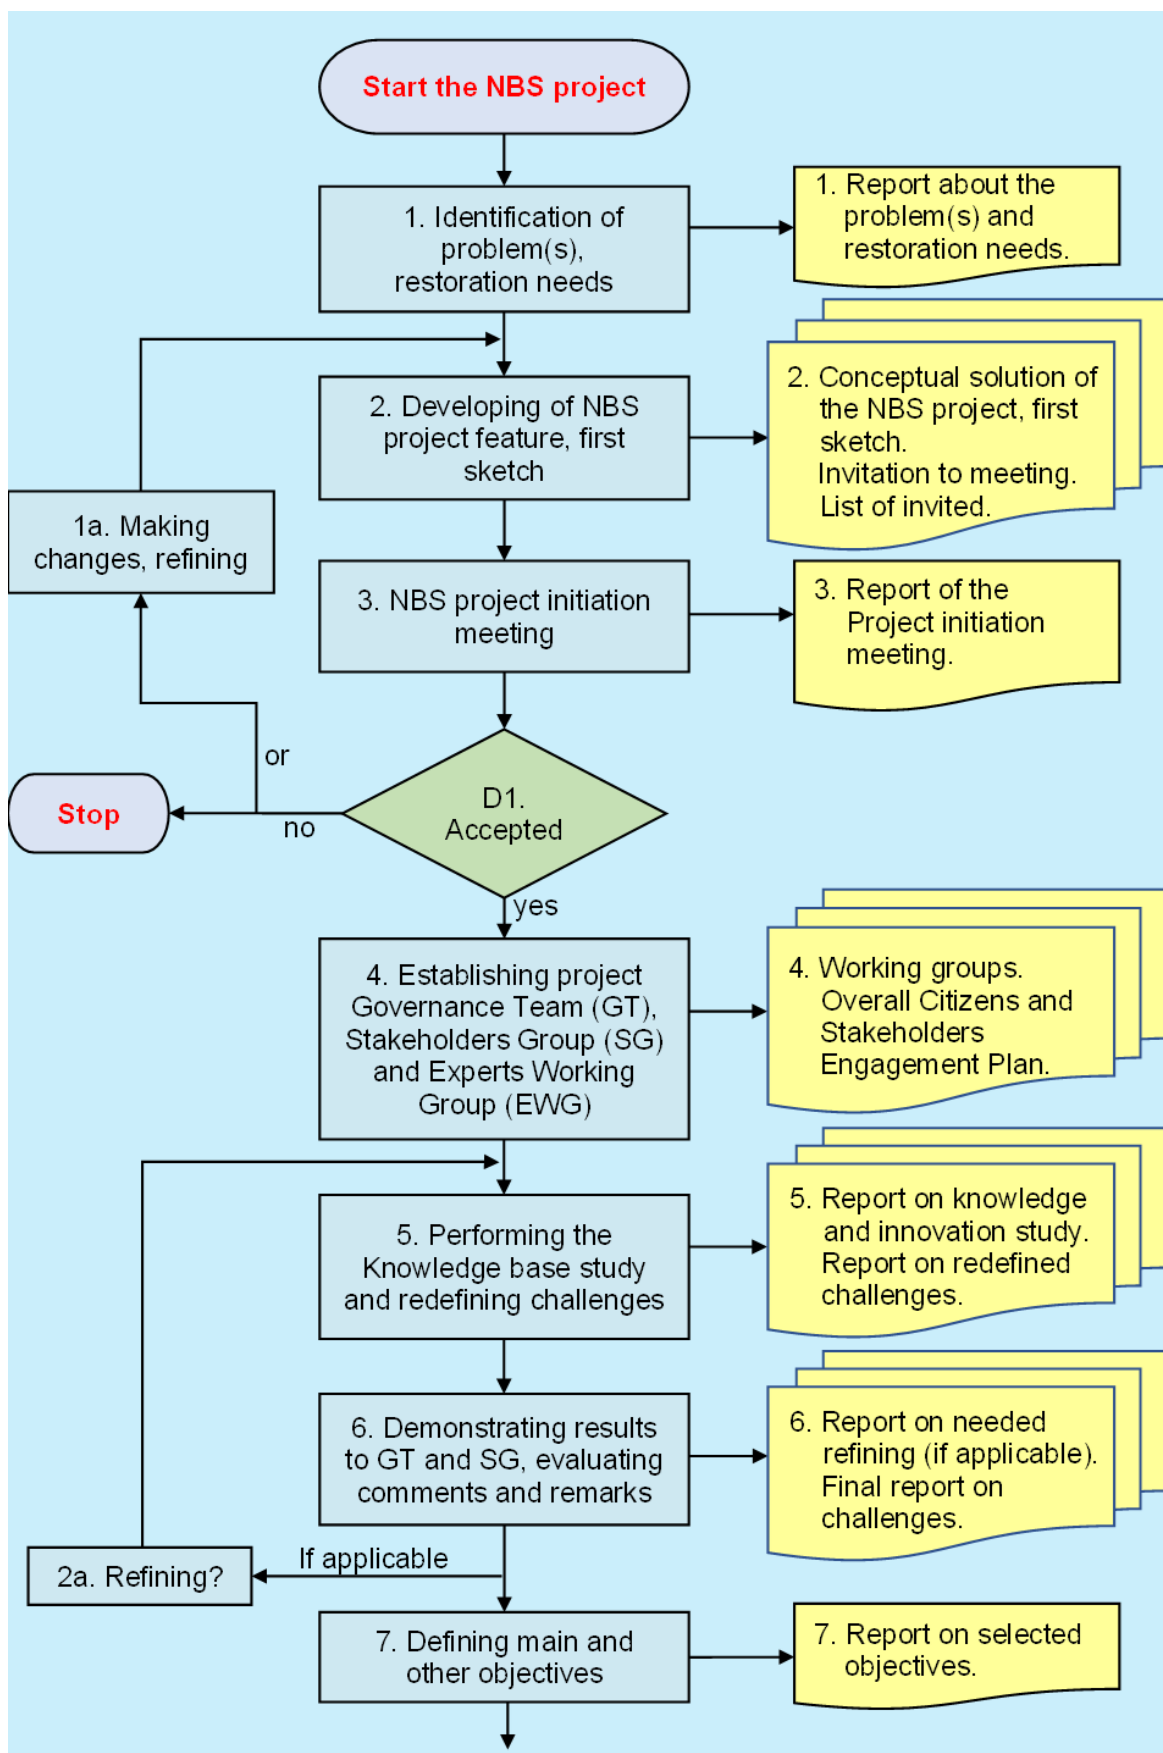 Start the NBS project
1. Identification of
problem(s),
restoration needs
1. Report about the
problem(s) and
restoration needs.
2. Developing of NBS
project feature, first
sketch
2. Conceptual solution of
the NBS project, first
sketch.
Invitation to meeting.
List of invited.
1a. Making
changes, refining
3. NBS project initiation
meeting
3. Report of the
Project initiation
meeting.
or
Stop
no
D1.
Accepted
yes
4. Establishing project
Governance Team (GT),
Stakeholders Group (SG)
and Experts Working
Group (EWG)
4. Working groups.
Overall Citizens and
Stakeholders
Engagement Plan.
5. Performing the
Knowledge base study
and redefining challenges
5. Report on knowledge
and innovation study.
Report on redefined
challenges.
6. Demonstrating results
to GT and SG, evaluating
comments and remarks
6. Report on needed
refining (if applicable).
Final report on
challenges.
2a. Refining?
If applicable
7. Defining main and
other objectives
7. Report on selected
objectives.